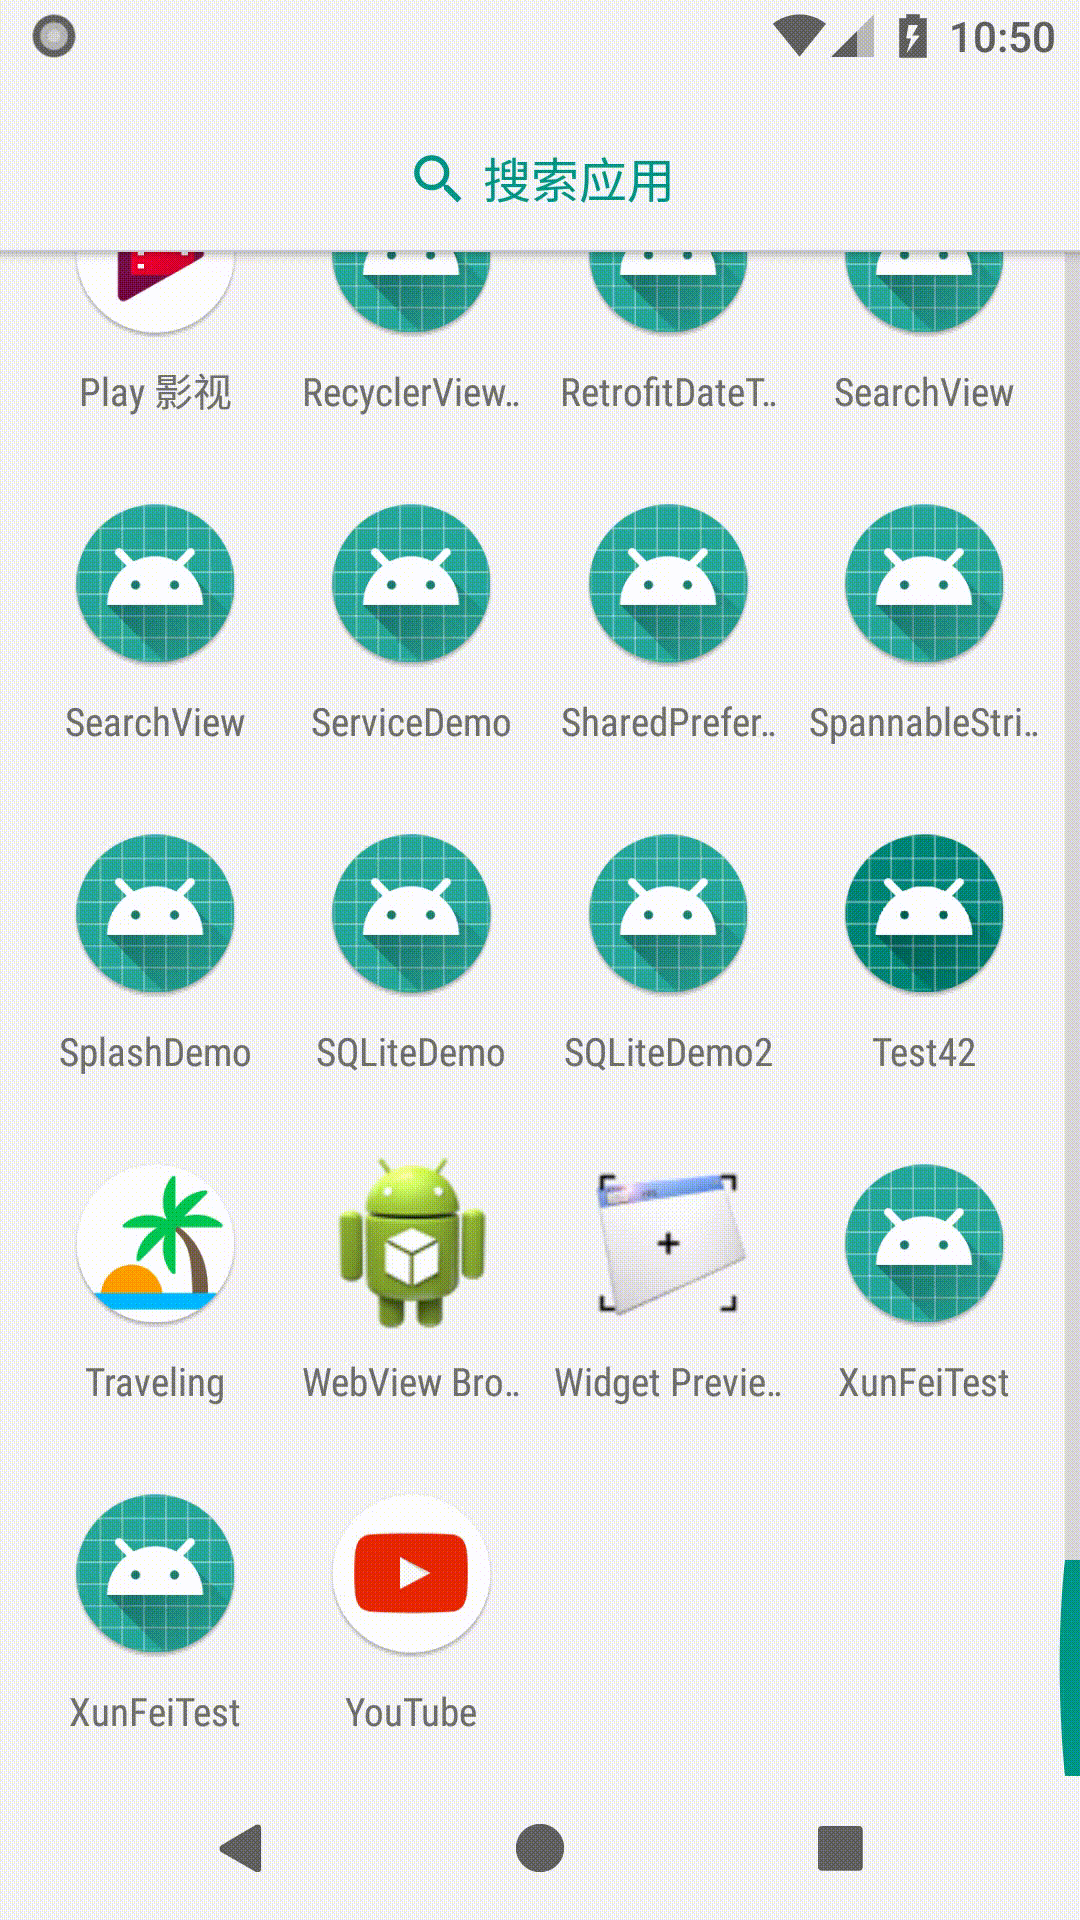 10:50
搜索应用
Play 影视 RecyclerView.. RetrofitDateT.. SearchView
SearchView ServiceDemo SharedPrefer.. SpannableStri..
SplashDemo SQLiteDemo SQLiteDemo2 Test42
Traveling WebView Bro.. Widget Previe.. XunFeiTest
XunFeiTest YouTube